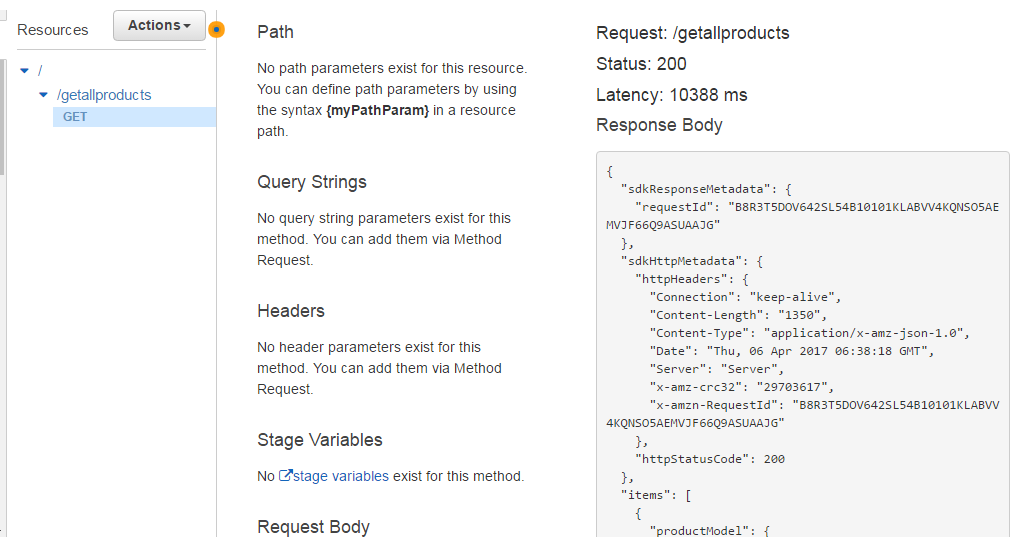 Resources
Actions
/
/getallproducts
GET
Path
No path parameters exist for this resource.
You can define path parameters by using
the syntax {myPathParam} in a resource
path.
Query Strings
No query string parameters exist for this
method. You can add them via Method
Request.
Headers
No header parameters exist for this
method. You can add them via Method
Request.
Stage Variables
No stage variables exist for this method.
Request Body
Request: /getallproducts
Status: 200
Latency: 10388 ms
Response Body
{
"sdkResponseMetadata": {
"requestId": "B8R3T5DOV642SL54B10101KLABVV4KQNSO5AE
MVJF66Q9ASUAAJG"
},
"sdkHttpMetadata": {
"httpHeaders": {
"Connection": "keep-alive",
"Content-Length": "1350",
"Content-Type": "application/x-amz-json-1.0",
"Date": "Thu, 06 Apr 2017 06:38:18 GMT",
"Server": "Server",
"x-amz-crc32": "29703617",
"x-amzn-RequestId": "B8R3T5DOV642SL54B10101KLABVV
4KQNSO5AEMVJF66Q9ASUAAJG"
},
"httpStatusCode": 200
},
"items": [
{
"productModel": {